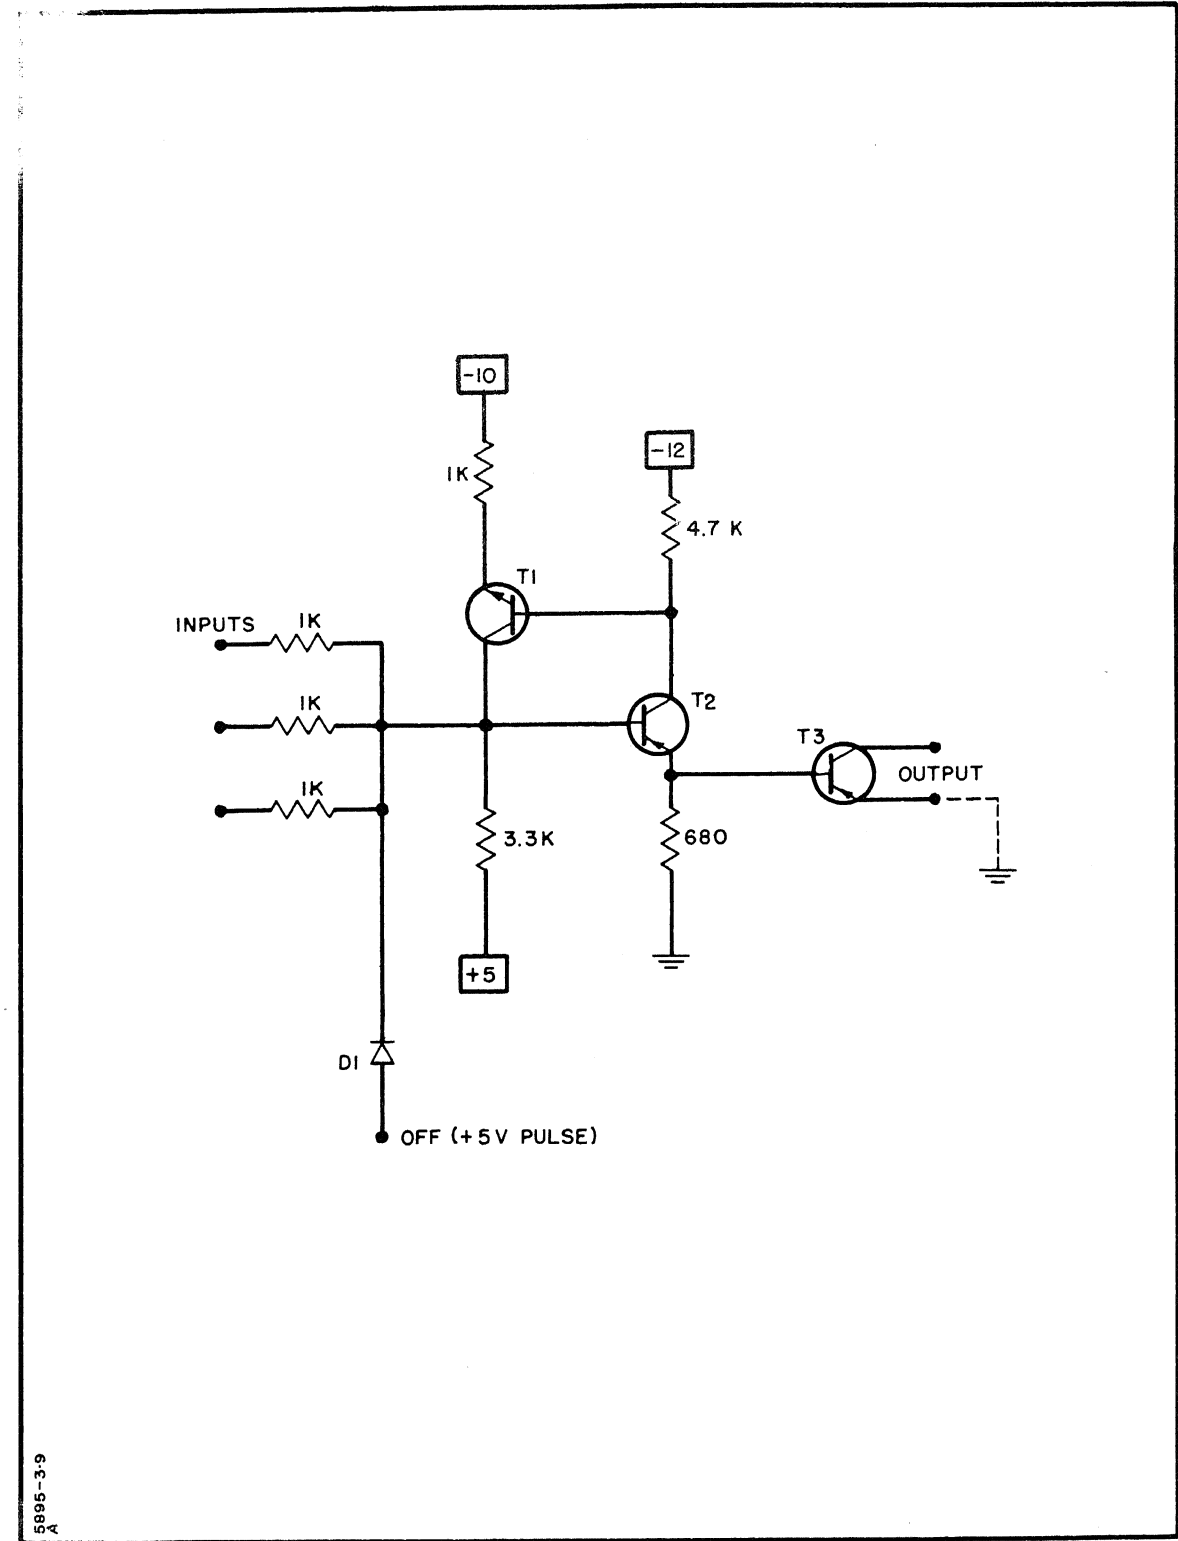 -10
-12
1K
4.7 K
T1
INPUTS
1K
1K
T2
T3
1K
OUTPUT
3.3K
680
+5
D1
OFF (+5V PULSE)
5895-3-9
A